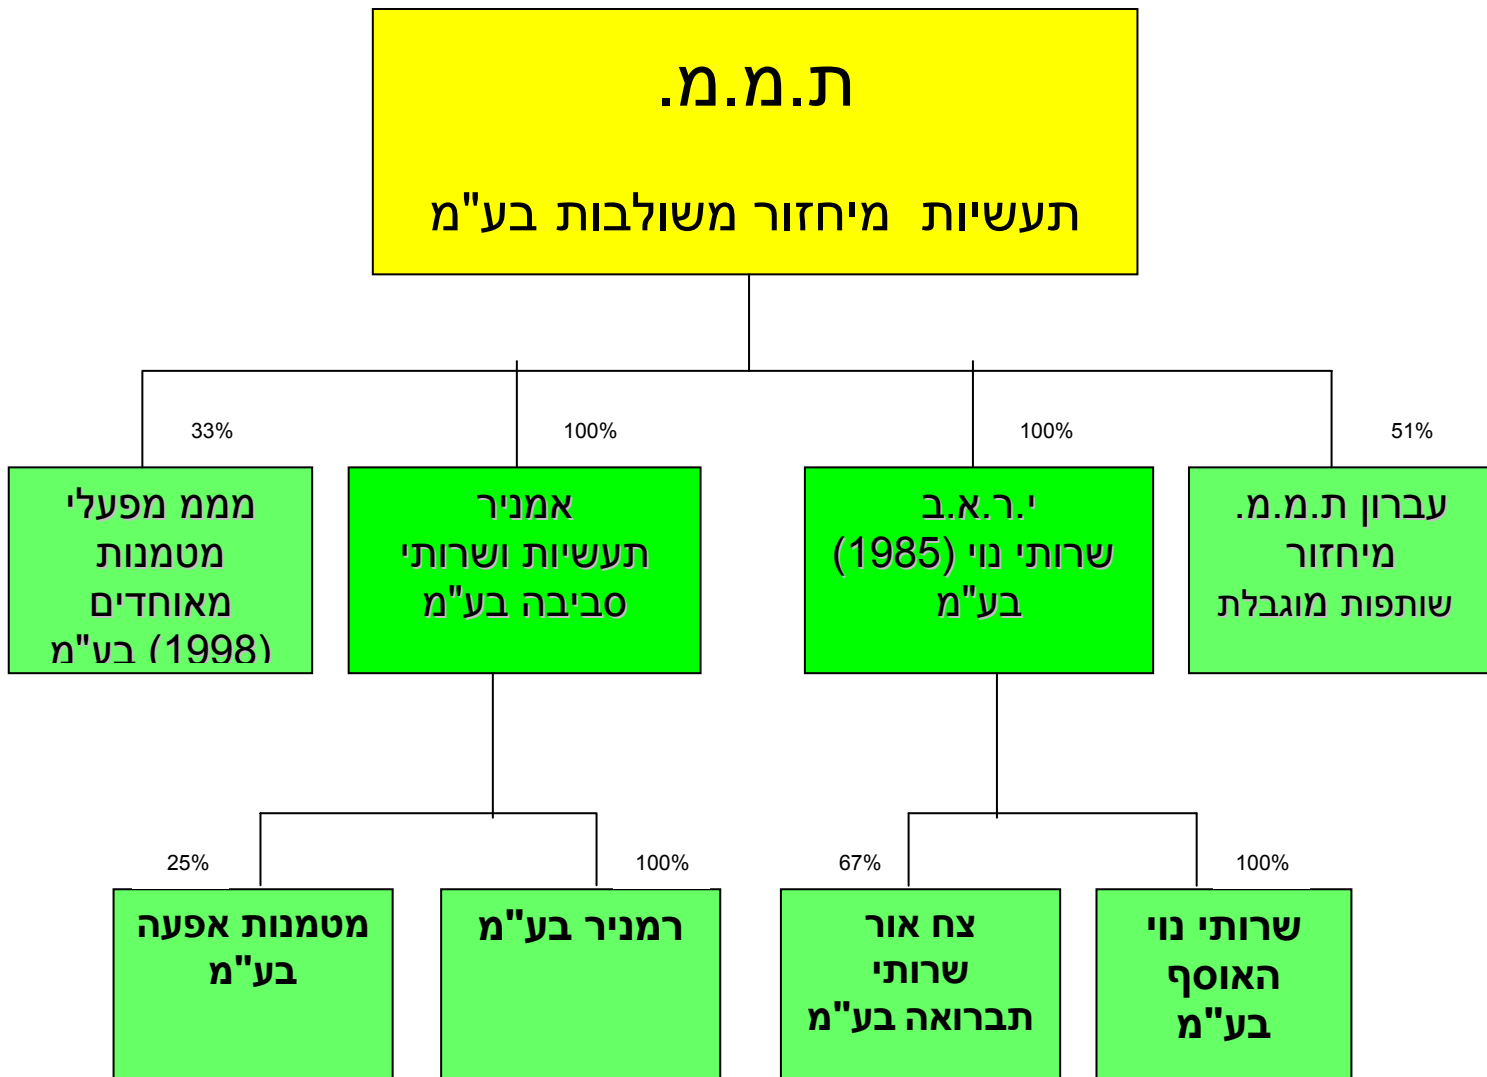 ת.מ.מ.
תעשיות מיחזור משולבות בע"מ
51%
100%
100%
33%
עברון ת.מ.מ.
מיחזור
שותפות מוגבלת
י.ר.א.ב
שרותי נוי (1985)
בע"מ
אמניר
תעשיות ושרותי
סביבה בע"מ
מממ מפעלי
מטמנות
מאוחדים
(1998) בע"מ
100%
67%
100%
25%
שרותי נוי
האוסף
בע"מ
צח אור
שרותי
תברואה בע"מ
רמניר בע"מ
מטמנות אפעה
בע"מ